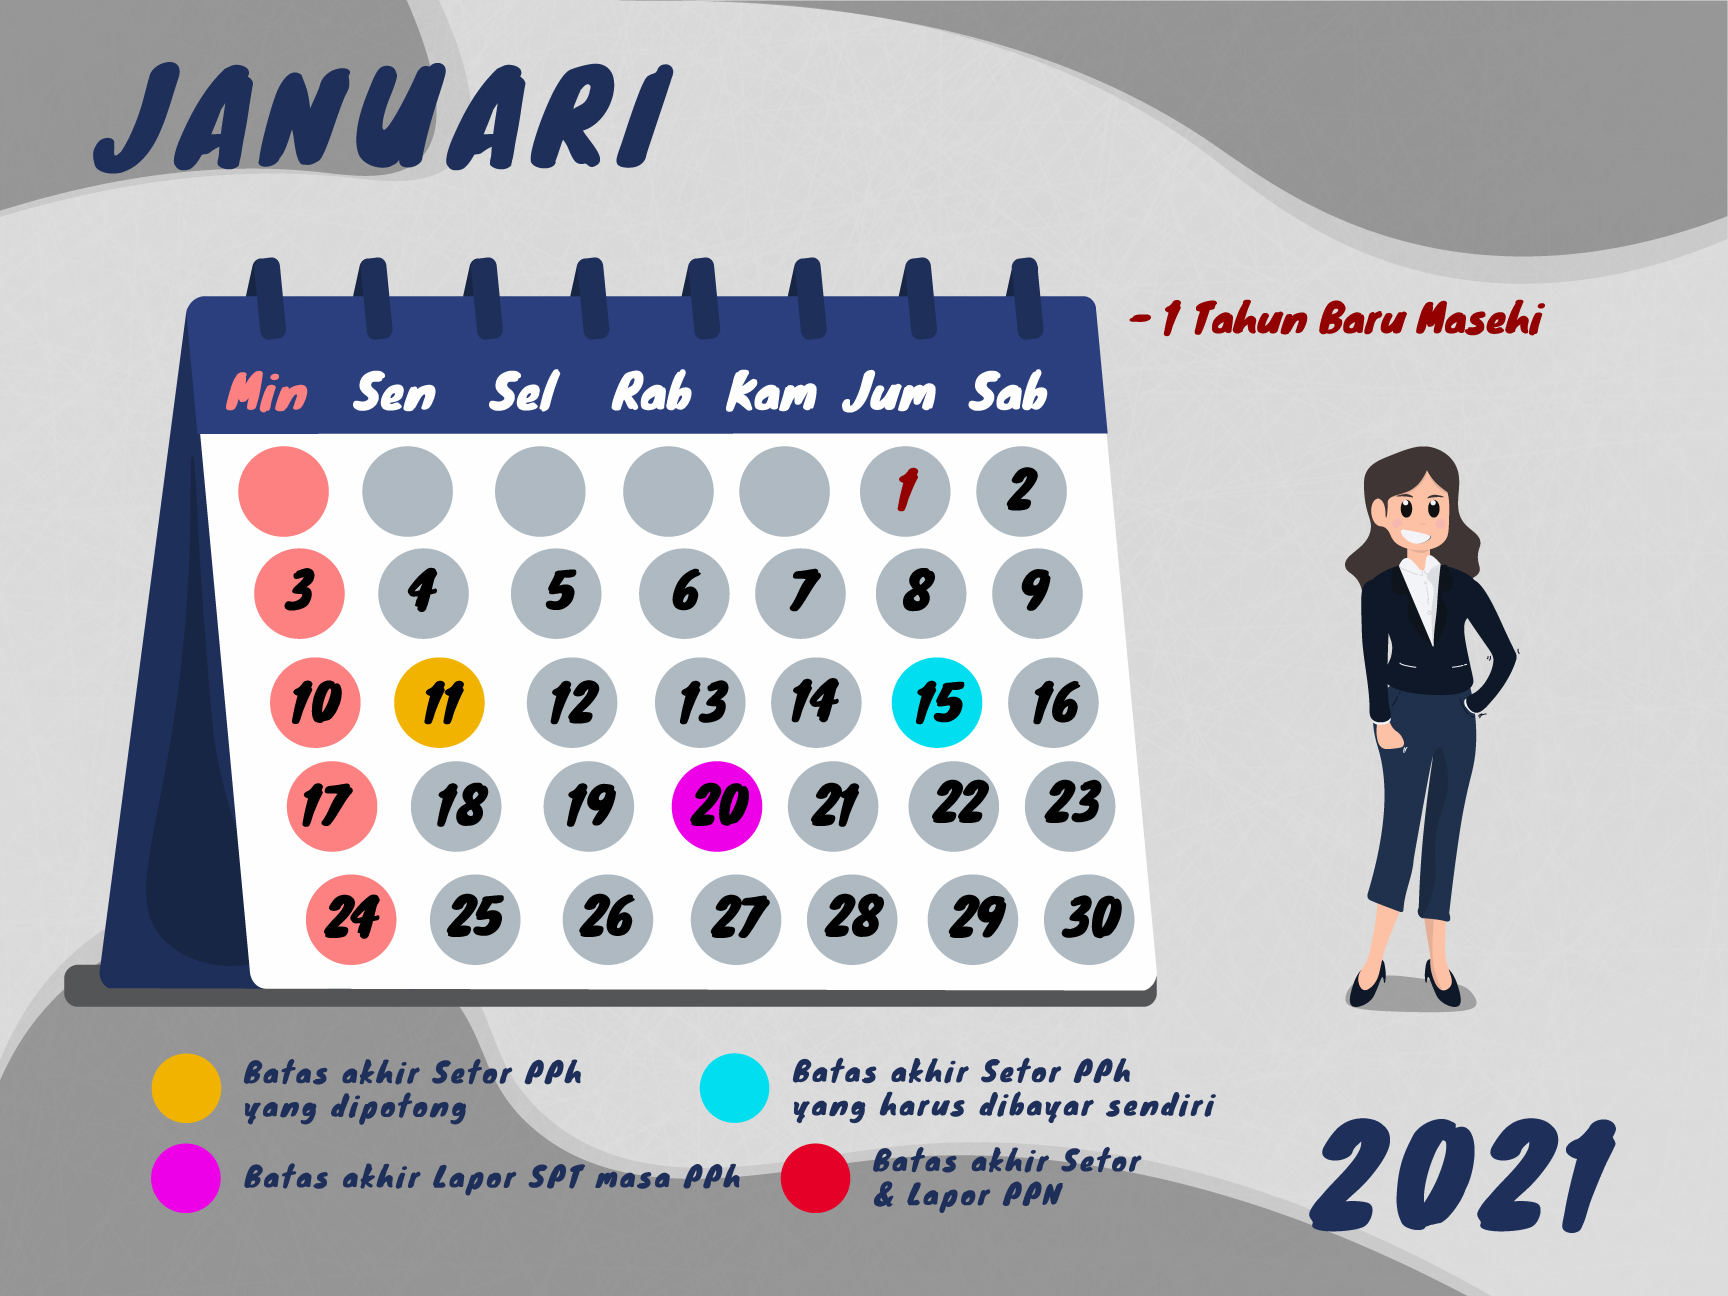 JANUARI
- 1 Tahun Baru Masehi
Min Sen Sel Rab Kam Jum Sab
1 2
3 4 5 6 7 8 9
10 11 12 13 14 15 16
17 18 19 20 21 22 23
24 25 26 27 28 29 30
Batas akhir Setor PPh
yang dipotong
Batas akhir Setor PPh
yang harus dibayar sendiri
Batas akhir Lapor SPT masa PPh
Batas akhir Setor
& Lapor PPN
2021